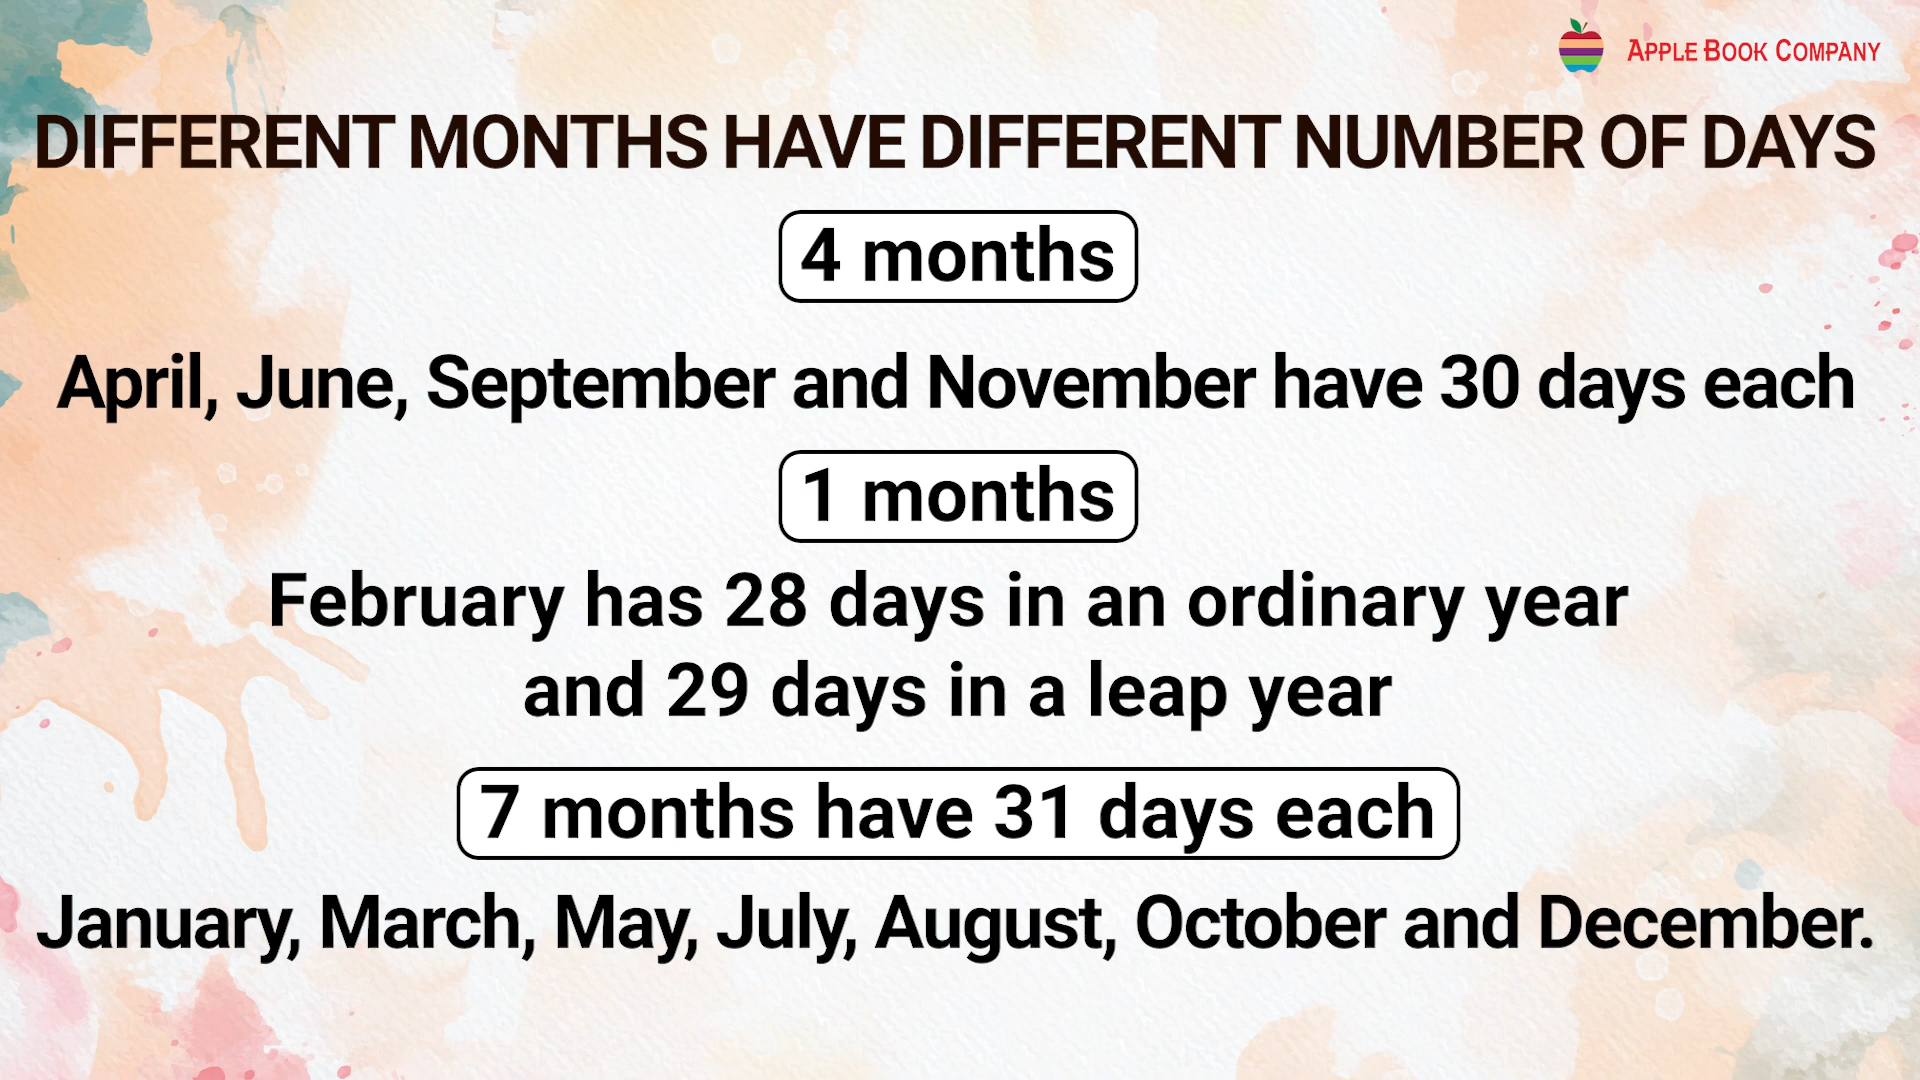 APPLE BOOK COMPANY
DIFFERENT MONTHS HAVE DIFFERENT NUMBER OF DAYS
4 months
April, June, September and November have 30 days each
1 months
February has 28 days in an ordinary year
and 29 days in a leap year
7 months have 31 days each
January, March, May, July, August, October and December.